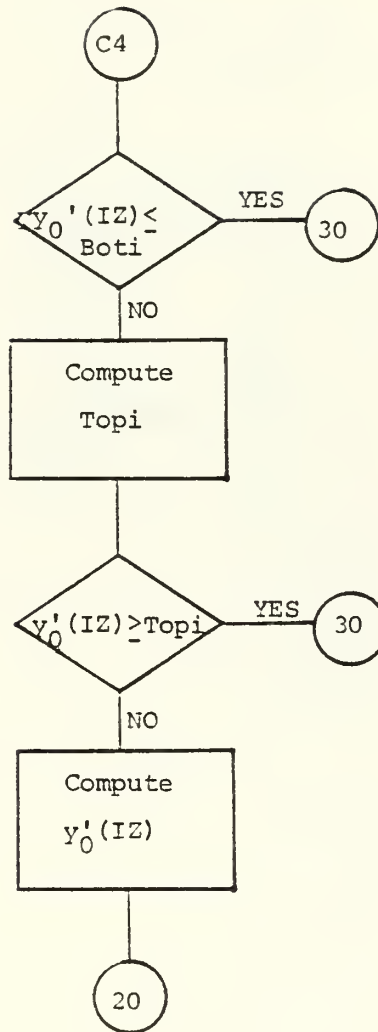 C4
y₀'(IZ)≤ YES
Boti 30
NO
Compute
Topi
y₀'(IZ)≥Topi YES 30
NO
Compute
y₀'(IZ)
20